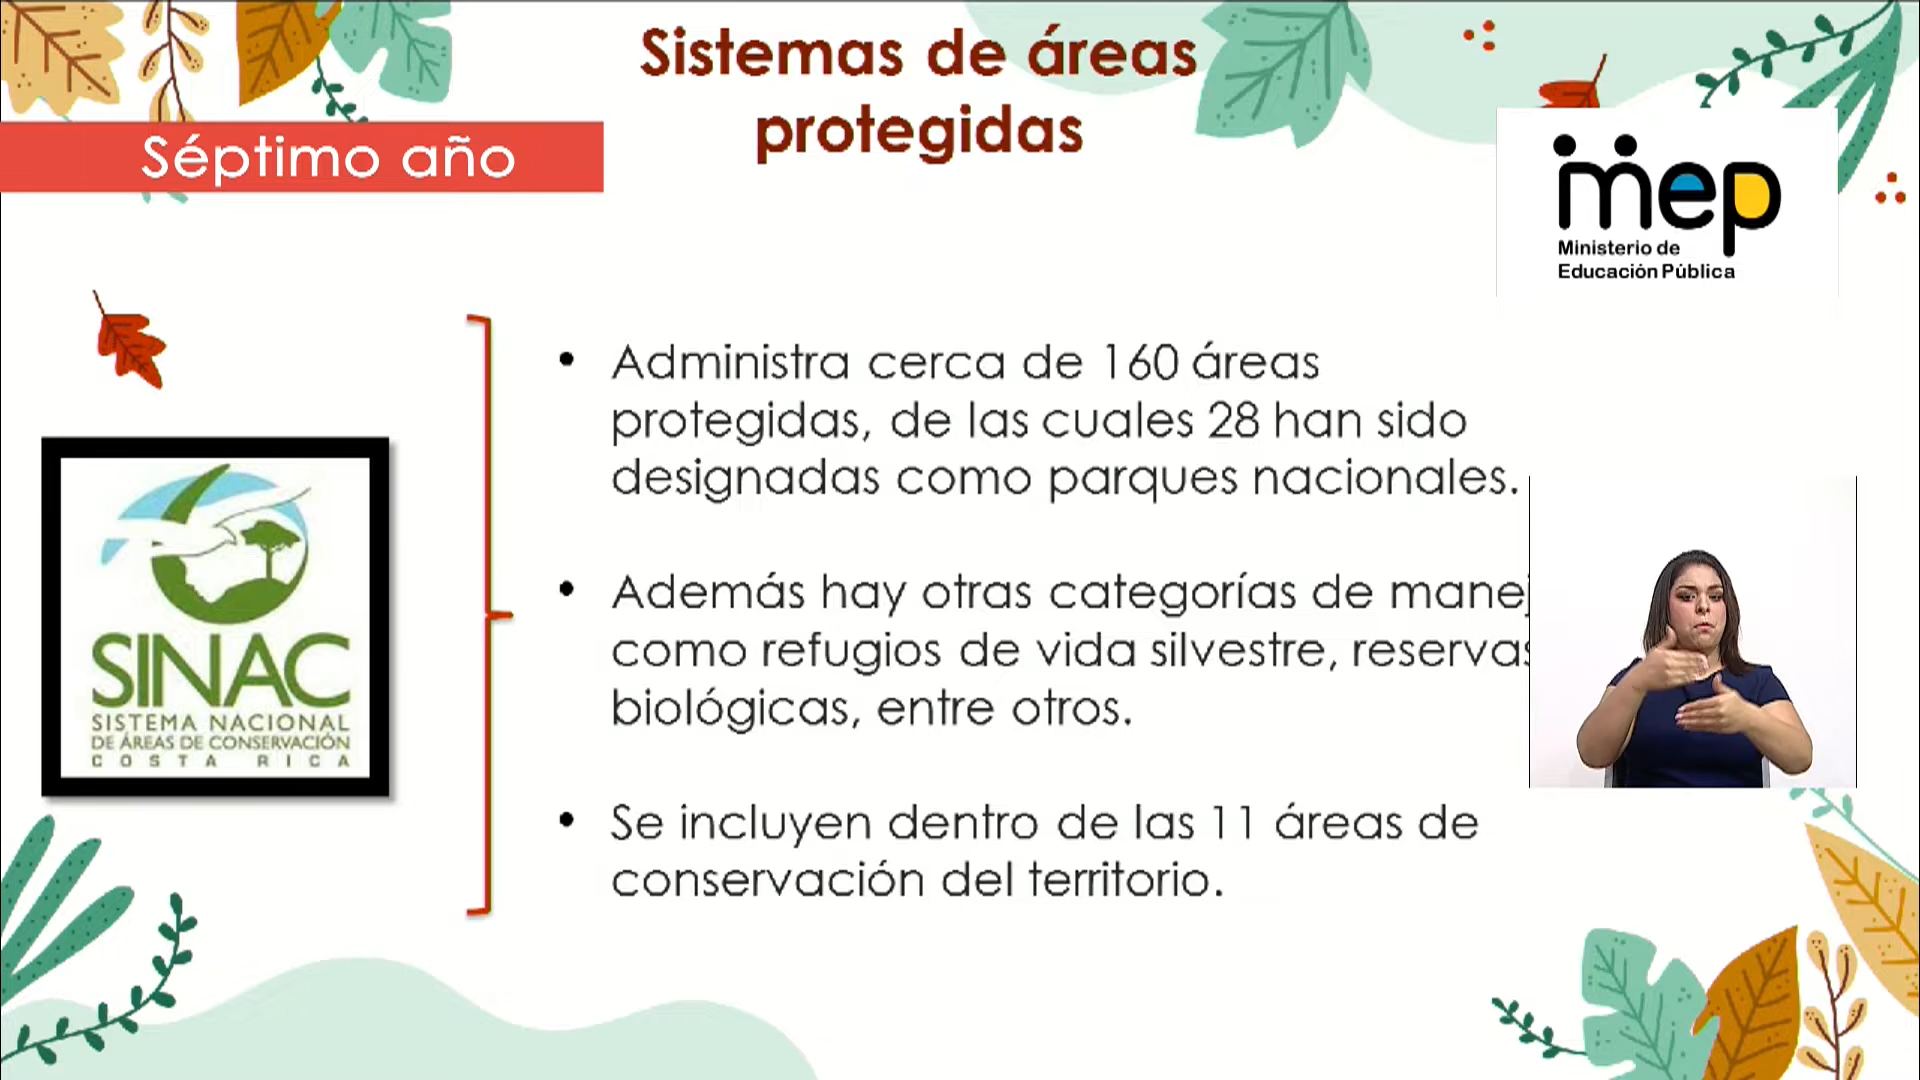 Sistemas de áreas
protegidas
Séptimo año
mep
Ministerio de
Educación Pública
• Administra cerca de 160 áreas
protegidas, de las cuales 28 han sido
designadas como parques nacionales.
• Además hay otras categorías de manej
como refugios de vida silvestre, reservas
biológicas, entre otros.
• Se incluyen dentro de las 11 áreas de
conservación del territorio.
SINAC
SISTEMA NACIONAL
DE ÁREAS DE CONSERVACIÓN
COSTA RICA